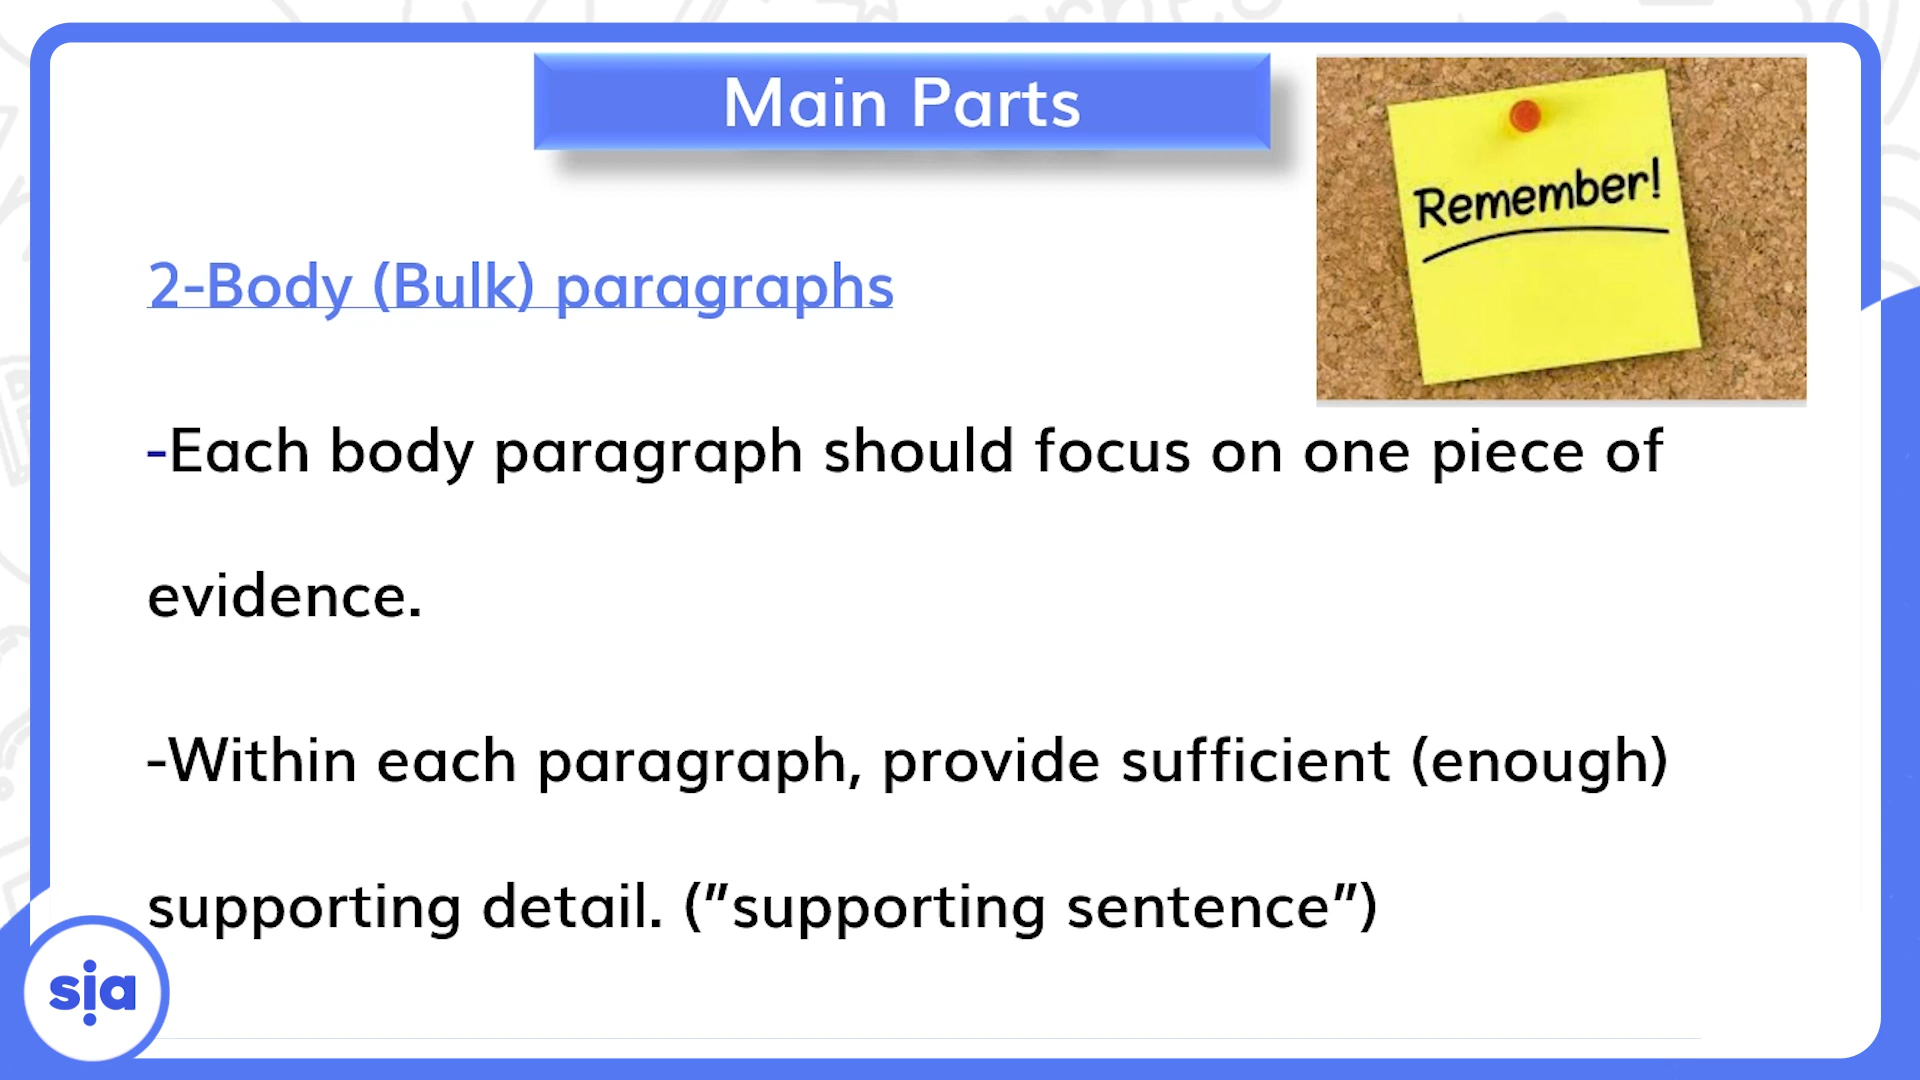 Main Parts
Remember!
2-Body (Bulk) paragraphs
-Each body paragraph should focus on one piece of
evidence.
-Within each paragraph, provide sufficient (enough)
supporting detail. ("supporting sentence")
sia